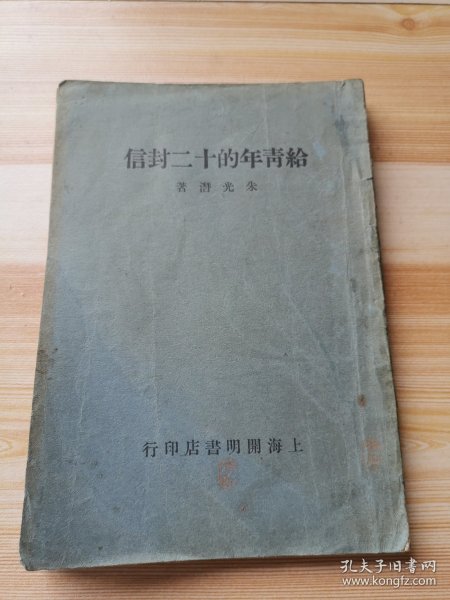 給靑年的十二封信
朱光潛著
上海開明書店印行
孔夫子旧书网
www.kongfz.com